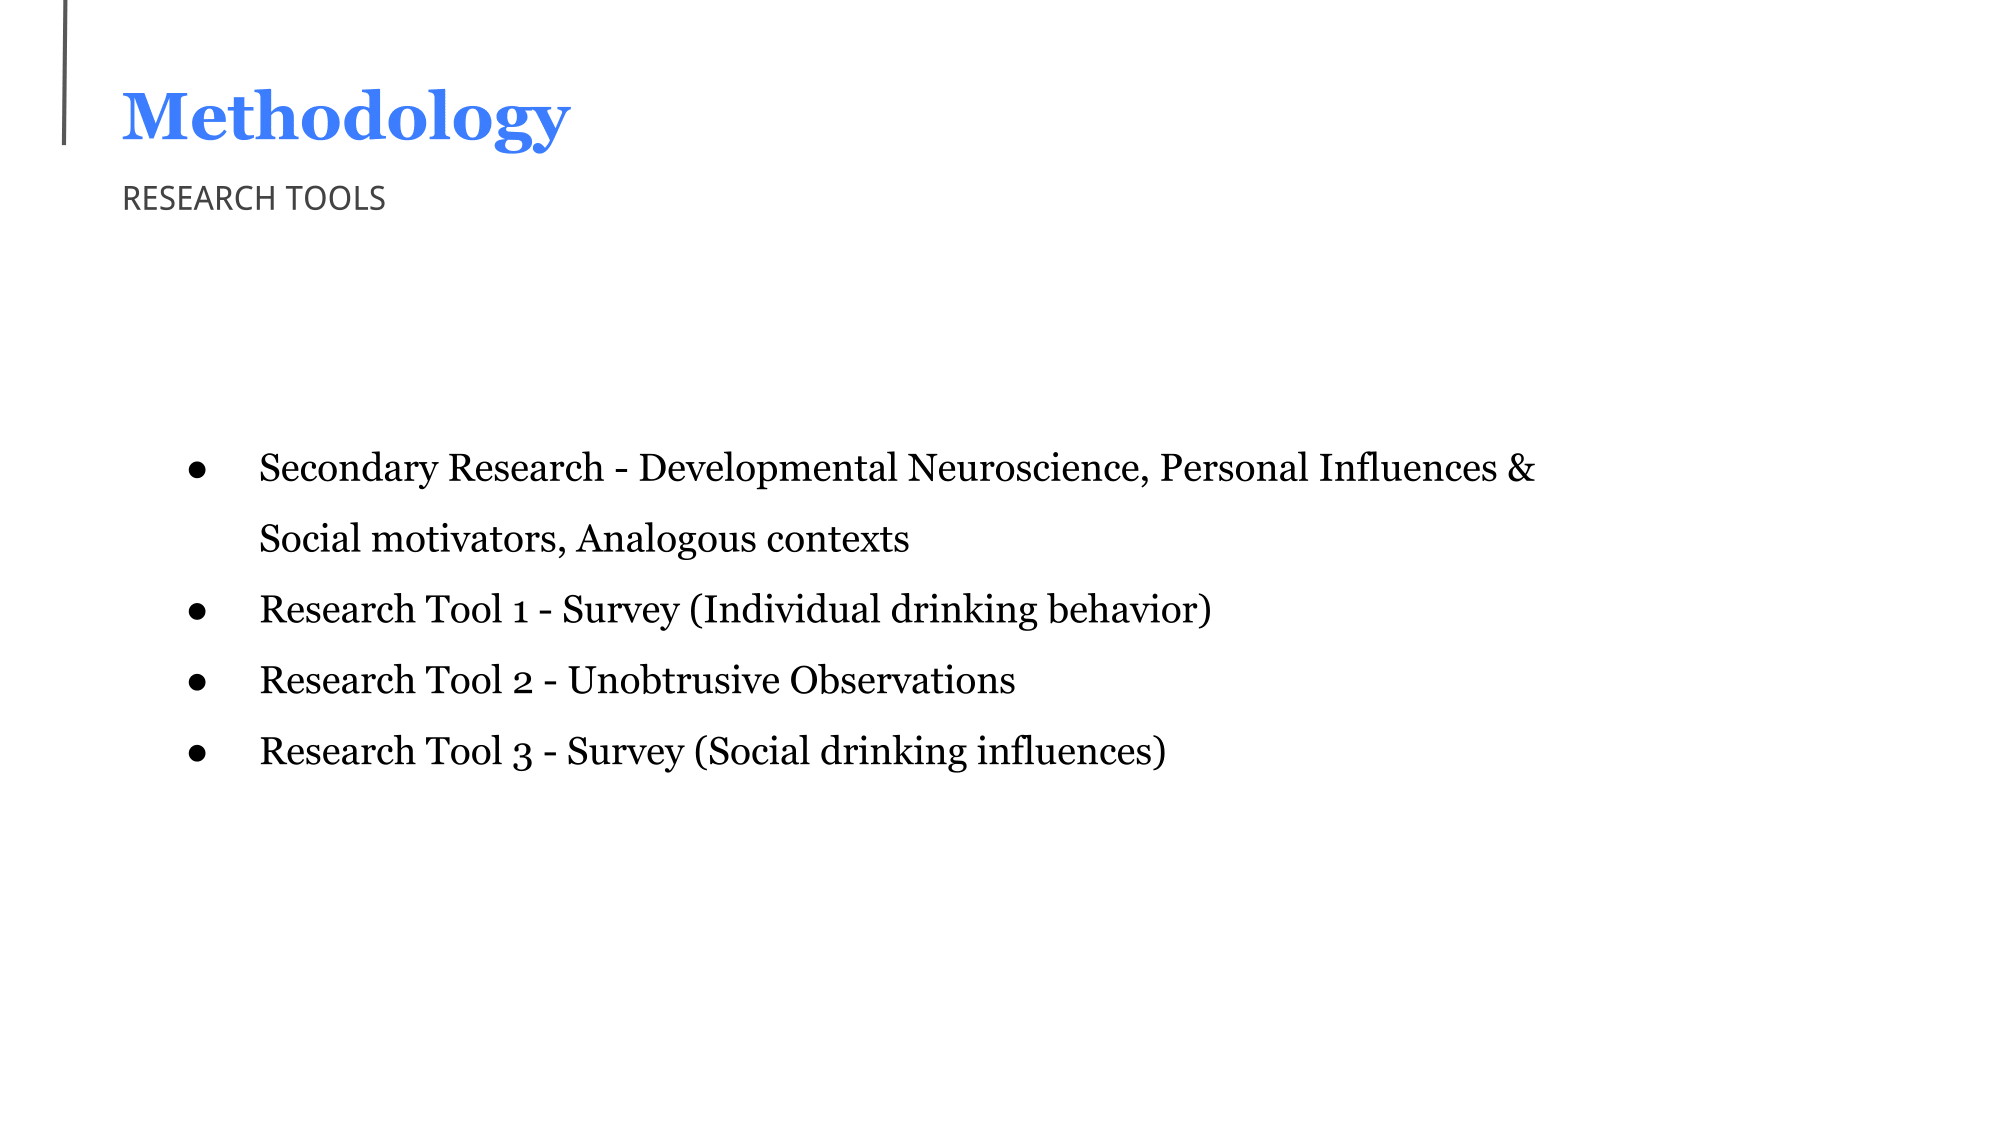 Methodology
RESEARCH TOOLS
● Secondary Research - Developmental Neuroscience, Personal Influences &
Social motivators, Analogous contexts
● Research Tool 1 - Survey (Individual drinking behavior)
● Research Tool 2 - Unobtrusive Observations
● Research Tool 3 - Survey (Social drinking influences)